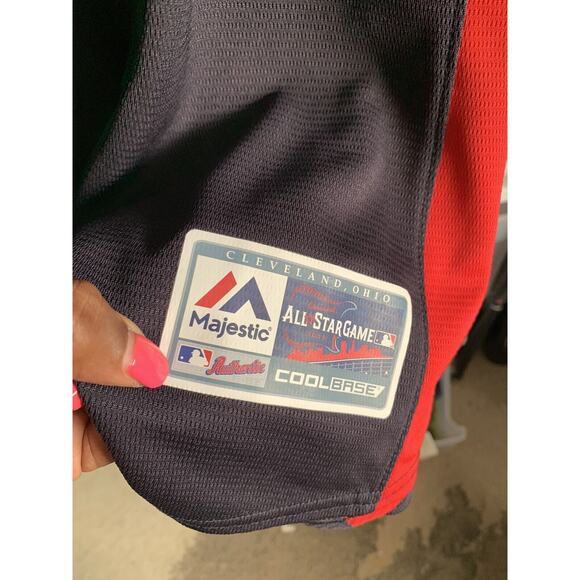 CLEVELAND, OHIO
Majestic
ALL STAR GAME
Authentic
COOLBASE